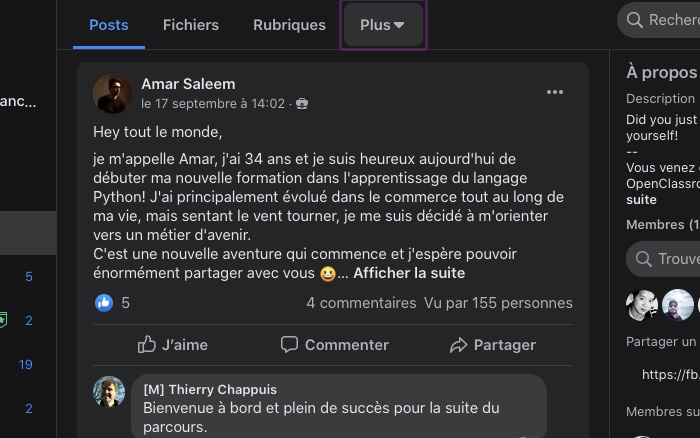 Posts
Fichiers
Rubriques
Plus
Recher
anc...
Amar Saleem
le 17 septembre à 14:02 ·
Hey tout le monde,
je m'appelle Amar, j'ai 34 ans et je suis heureux aujourd'hui de
débuter ma nouvelle formation dans l'apprentissage du langage
Python! J'ai principalement évolué dans le commerce tout au long de
ma vie, mais sentant le vent tourner, je me suis décidé à m'orienter
vers un métier d'avenir.
C'est une nouvelle aventure qui commence et j'espère pouvoir
énormément partager avec vous 😀... Afficher la suite
5
4 commentaires Vu par 155 personnes
J'aime
Commenter
Partager
[M] Thierry Chappuis
Bienvenue à bord et plein de succès pour la suite du
parcours.
5
2
19
2
À propos
Description
Did you just
yourself!
--
Vous venez
OpenClassro
suite
Membres (1
Trouve
Partager un
https://fb.
Membres su